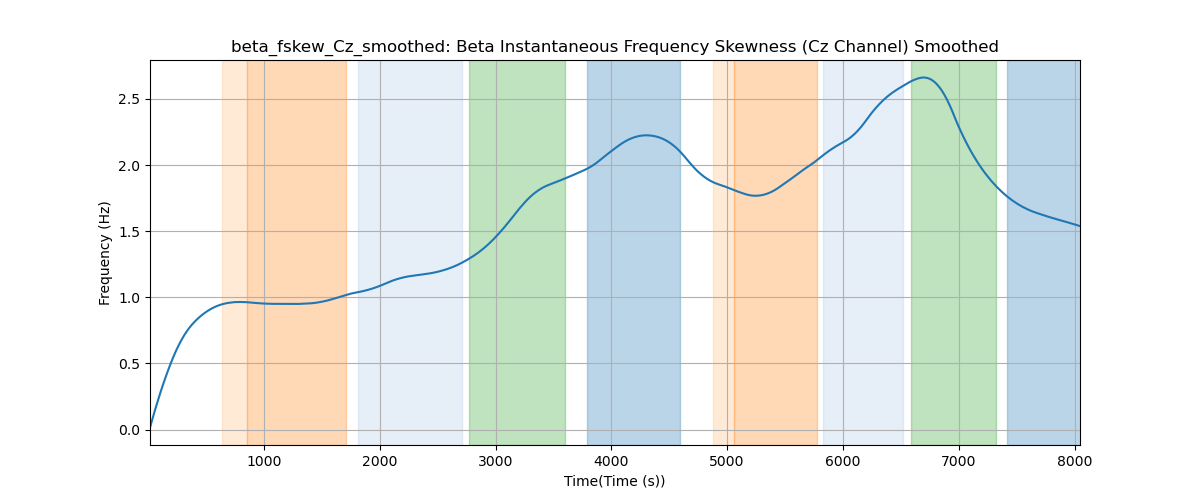 beta_fskew_Cz_smoothed: Beta Instantaneous Frequency Skewness (Cz Channel) Smoothed
Frequency (Hz)
2.5
2.0
1.5
1.0
0.5
0.0
1000 2000 3000 4000 5000 6000 7000 8000
Time(Time (s))